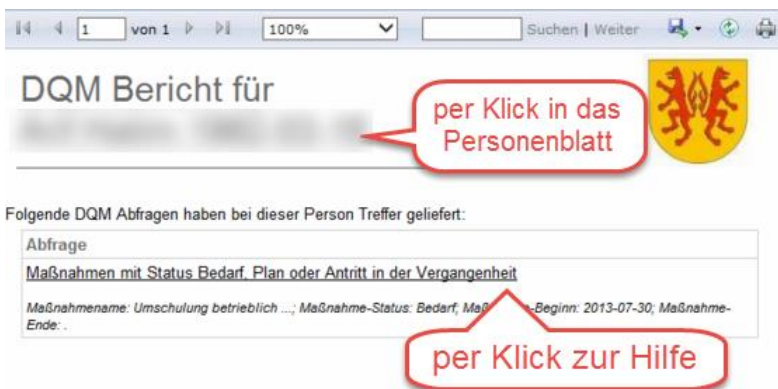 1 von 1 100% Suchen | Weiter
DQM Bericht für
per Klick in das
Personenblatt
Folgende DQM Abfragen haben bei dieser Person Treffer geliefert:
Abfrage
Maßnahmen mit Status Bedarf, Plan oder Antritt in der Vergangenheit
Maßnahmename: Umschulung betrieblich ...; Maßnahme-Status: Bedarf; -Beginn: 2013-07-30; Maßnahme-
Ende: .
per Klick zur Hilfe